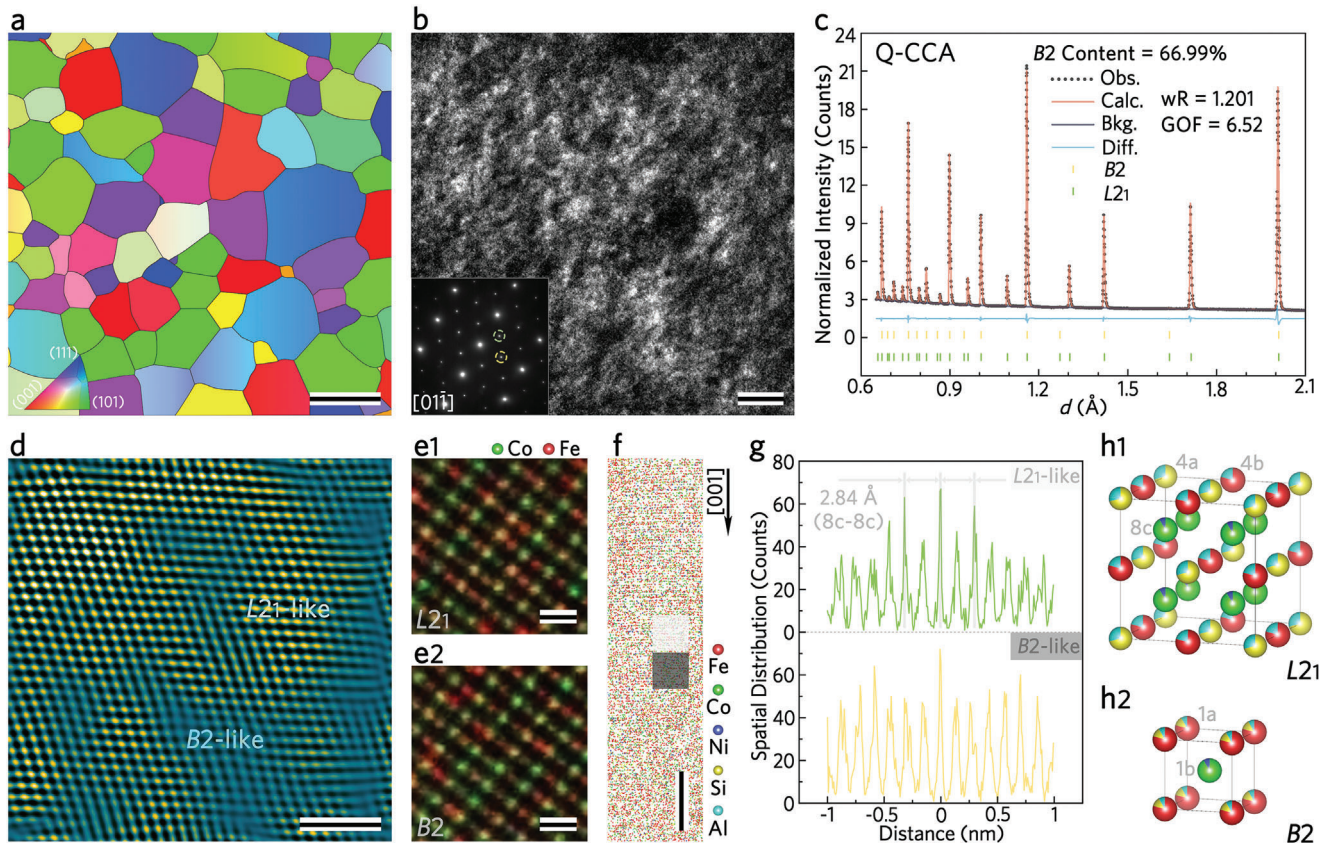 a
(111)
(001)
(101)
b
[011̄]
c
Q-CCA
B2 Content = 66.99%
Obs.
Calc.
Bkg.
Diff.
B2
L21
wR = 1.201
GOF = 6.52
Normalized Intensity (Counts)
24
21
18
15
12
9
6
3
0
0.6
0.9
1.2
1.5
1.8
2.1
d (Å)
d
L21-like
B2-like
e1
Co
Fe
L21
e2
B2
f
[001]
Fe
Co
Ni
Si
Al
g
Spatial Distribution (Counts)
80
60
40
20
0
60
40
20
0
L21-like
2.84 Å
(8c-8c)
B2-like
-1
-0.5
0
0.5
1
Distance (nm)
h1
4a
4b
8c
L21
h2
1a
1b
B2